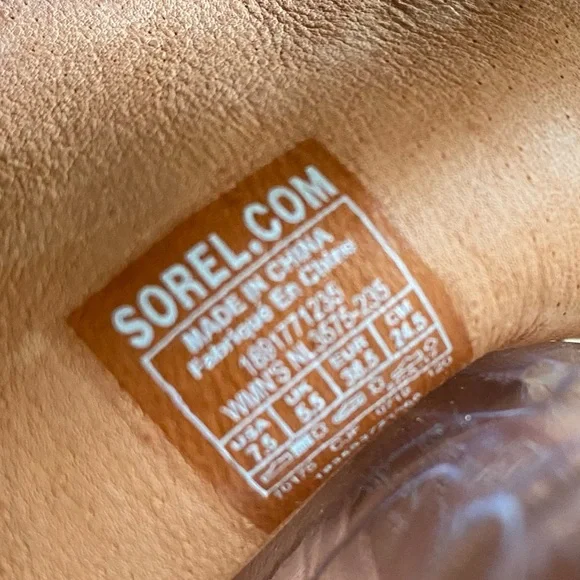 SOREL.COM
MADE IN CHINA
Fabriqué En Chine
1691771235
WMN'S NL3575-235
USA UK EUR CM
7.5 5.5 38.5 24.5